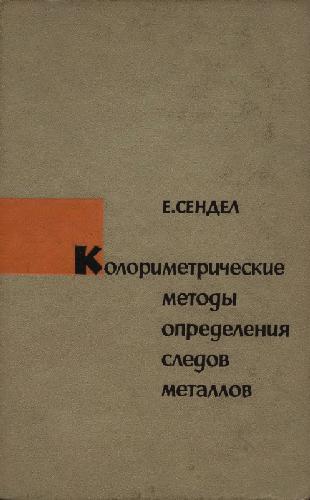 Е.СЕНДЕЛ
Колориметрические
методы
определения
следов
металлов